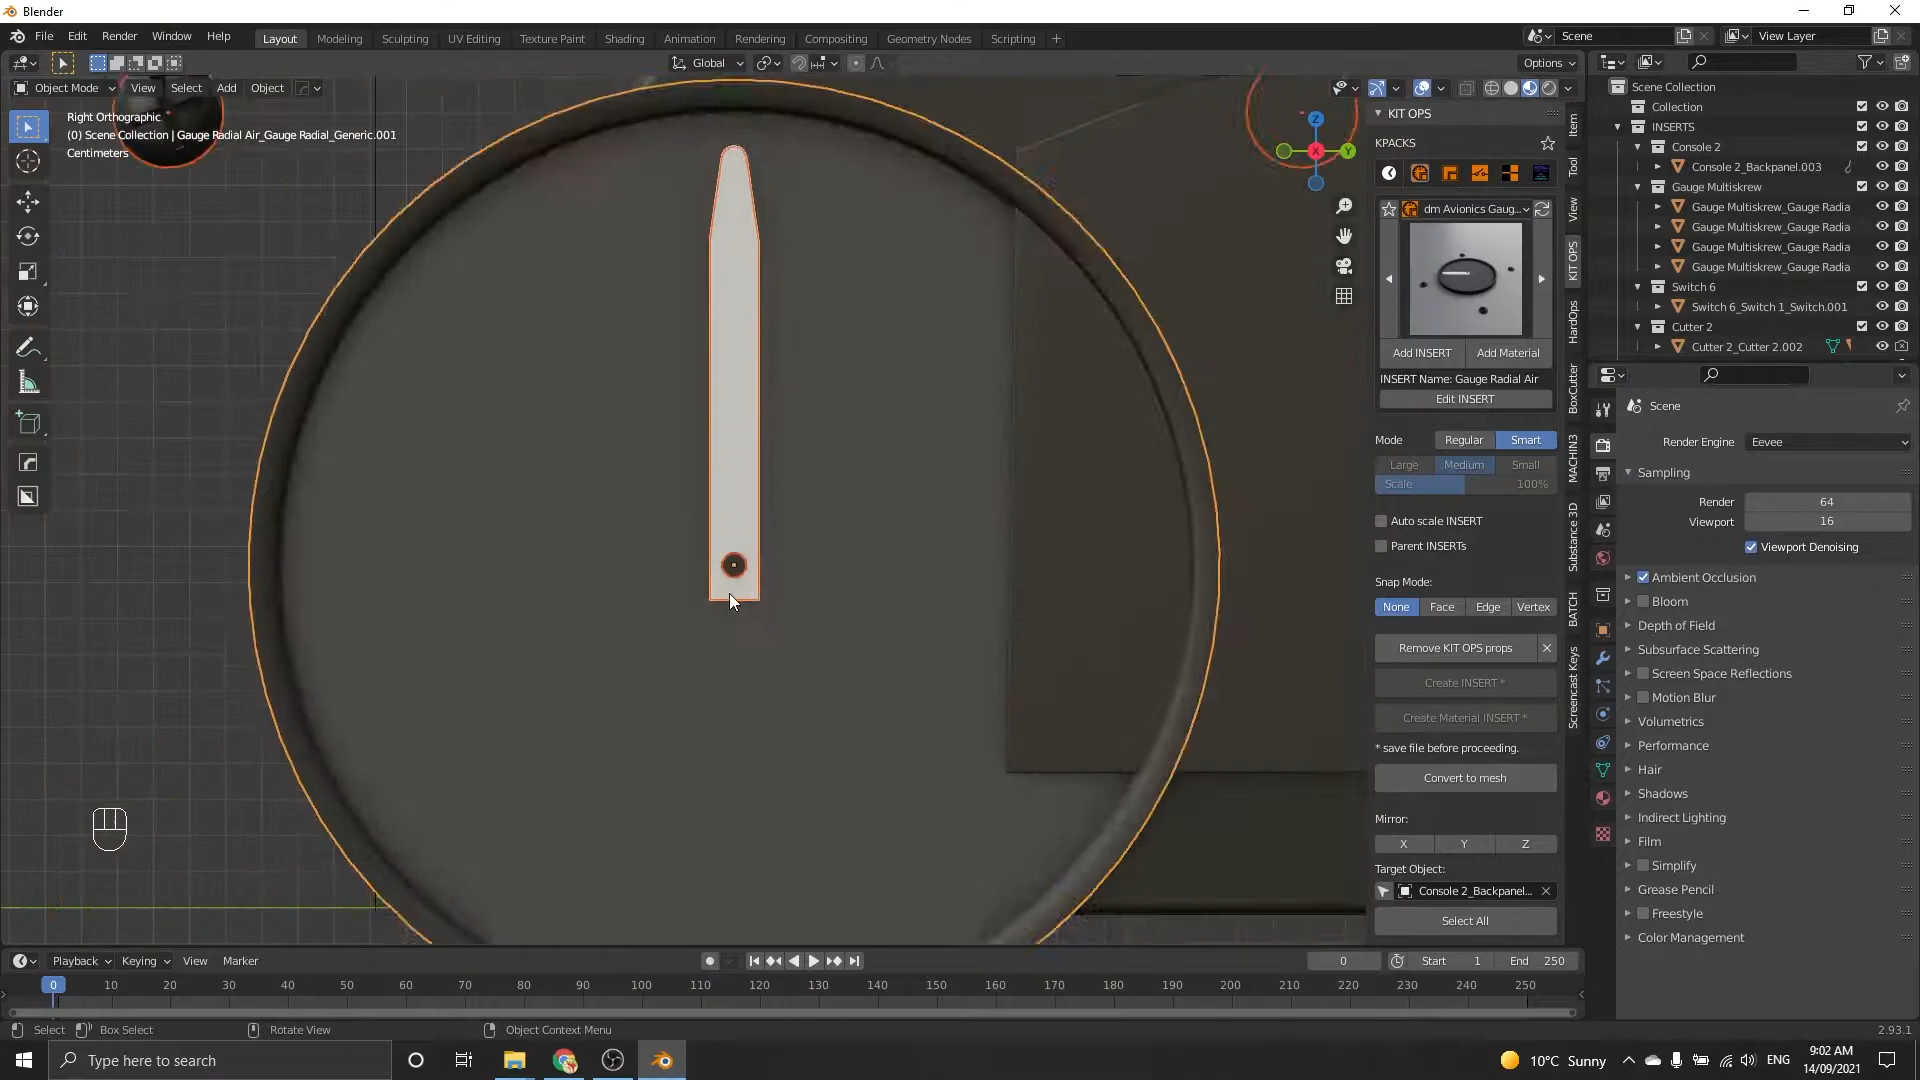 Blender
File Edit Render Window Help Layout Modeling Sculpting UV Editing Texture Paint Shading Animation Rendering Compositing Geometry Nodes Scripting + Scene View Layer
Global Options
Object Mode View Select Add Object
Right Orthographic
(0) Scene Collection | Gauge Radial Air_Gauge Radial_Generic.001
Centimeters
Z
X
Y
KIT OPS
KPACKS
dm Avionics Gaug...
Add INSERT Add Material
INSERT Name: Gauge Radial Air
Edit INSERT
Mode Regular Smart
Large Medium Small
Scale 100%
Auto scale INSERT
Parent INSERTs
Snap Mode:
None Face Edge Vertex
Remove KIT OPS props
Create INSERT *
Create Material INSERT *
* save file before proceeding.
Convert to mesh
Mirror:
X Y Z
Target Object:
Console 2_Backpanel...
Select All
Item
Tool
View
KIT OPS
HardOps
BoxCutter
MACHIN3
Substance 3D
BATCH
Screencast Keys
Scene Collection
Collection
INSERTS
Console 2
Console 2_Backpanel.003
Gauge Multiskrew
Gauge Multiskrew_Gauge Radia
Gauge Multiskrew_Gauge Radia
Gauge Multiskrew_Gauge Radia
Gauge Multiskrew_Gauge Radia
Switch 6
Switch 6_Switch 1_Switch.001
Cutter 2
Cutter 2_Cutter 2.002
Scene
Render Engine Eevee
Sampling
Render 64
Viewport 16
Viewport Denoising
Ambient Occlusion
Bloom
Depth of Field
Subsurface Scattering
Screen Space Reflections
Motion Blur
Volumetrics
Performance
Hair
Shadows
Indirect Lighting
Film
Simplify
Grease Pencil
Freestyle
Color Management
Playback Keying View Marker 0 Start 1 End 250
0 10 20 30 40 50 60 70 80 90 100 110 120 130 140 150 160 170 180 190 200 210 220 230 240 250
Select Box Select Rotate View Object Context Menu 2.93.1
Type here to search 10°C Sunny ENG 9:02 AM
14/09/2021